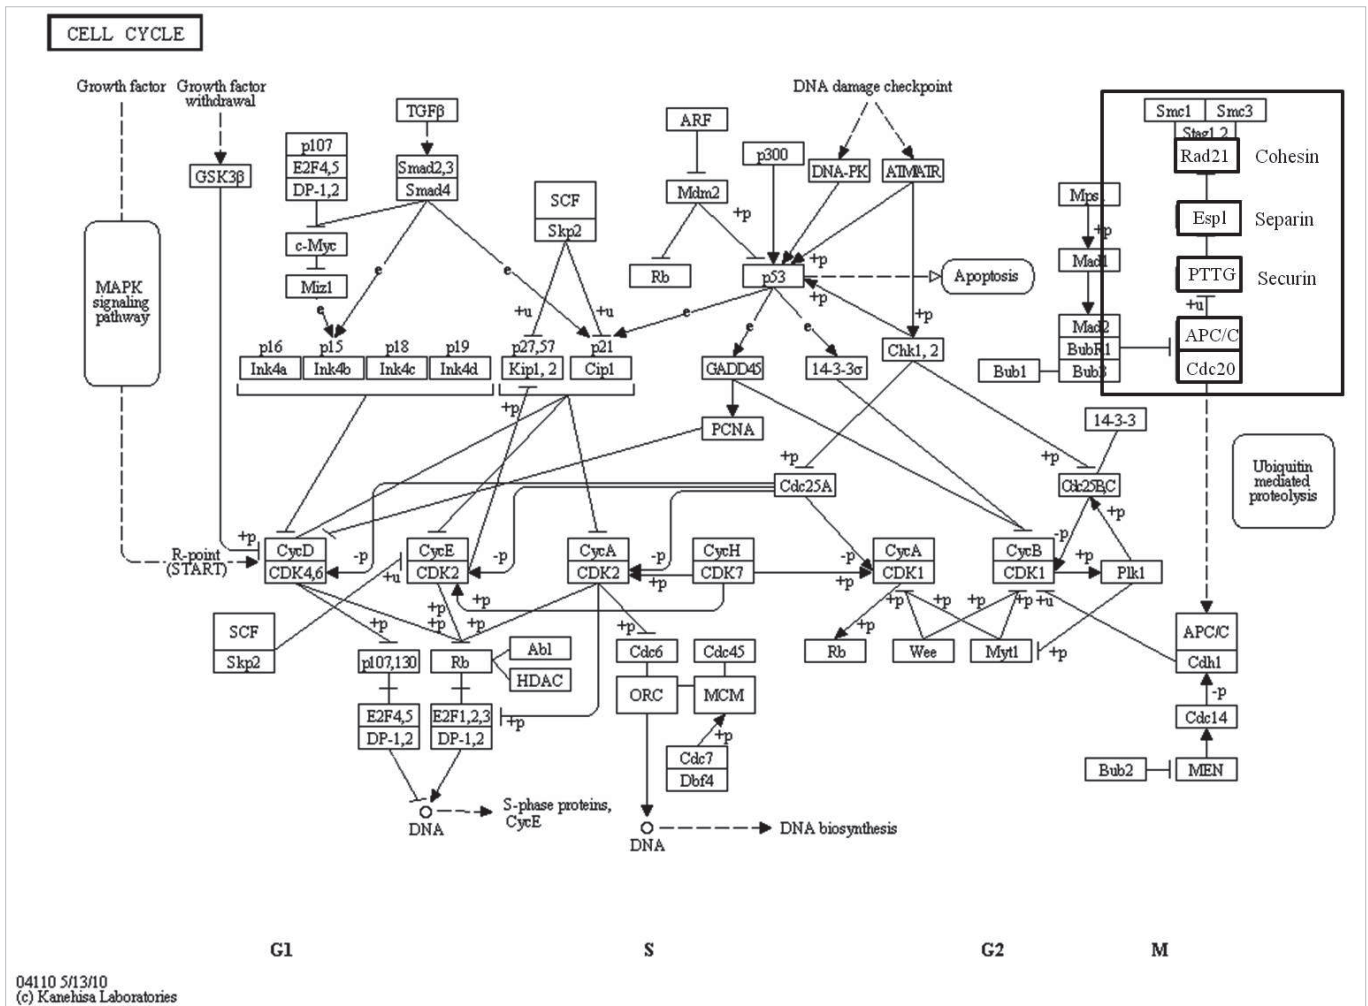 CELL CYCLE
Growth factor
Growth factor
withdrawal
TGFβ
ARF
DNA damage checkpoint
Smc1
Smc3
Stag1,2
Rad21
Cohesin
p107
E2F4,5
DP-1,2
GSK3β
Smad2,3
Smad4
p300
DNA-PK
ATM/ATR
SCF
Skp2
Mdm2
+p
Mps1
+p
Esp1
Separin
MAPK
signaling
pathway
c-Myc
Miz1
e
e
e
Rb
p53
+p
+p
Apoptosis
Mad1
PTTG
Securin
+u
+u
+u
e
e
e
+p
Mad2
BubR1
Bub3
Bub1
APC/C
Cdc20
p16
Ink4a
p15
Ink4b
p18
Ink4c
p19
Ink4d
p27,57
Kip1, 2
p21
Cip1
GADD45
14-3-3σ
Chk1, 2
+p
PCNA
14-3-3
+p
Cdc25A
+p
Cdc25B,C
Ubiquitin
mediated
proteolysis
R-point
(START)
+p
CycD
CDK4,6
-p
+u
CycE
CDK2
-p
CycA
CDK2
-p
+p
CycH
CDK7
-p
+p
CycA
CDK1
CycB
CDK1
-p
+p
+p
Plk1
+p
+p
+p
+p
+p
+p
+p
+p
+p
+p
+u
SCF
Skp2
p107,130
Rb
Abl
HDAC
Cdc6
Cdc45
Rb
Wee
Myt1
+p
APC/C
Cdh1
ORC
MCM
-p
E2F4,5
DP-1,2
E2F1,2,3
DP-1,2
+p
+p
Cdc7
Dbf4
Cdc14
Bub2
MEN
DNA
S-phase proteins,
CycE
DNA
DNA biosynthesis
G1
S
G2
M
04110 5/13/10
(c) Kanehisa Laboratories